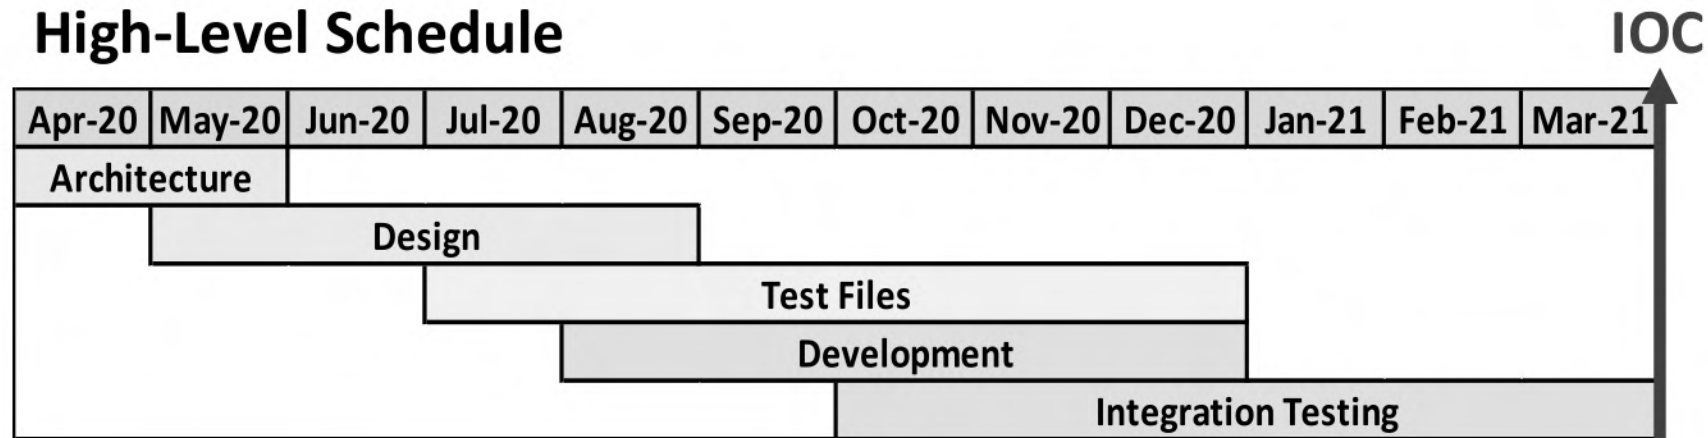 High-Level Schedule
IOC
Apr-20 May-20 Jun-20 Jul-20 Aug-20 Sep-20 Oct-20 Nov-20 Dec-20 Jan-21 Feb-21 Mar-21
Architecture
Design
Test Files
Development
Integration Testing